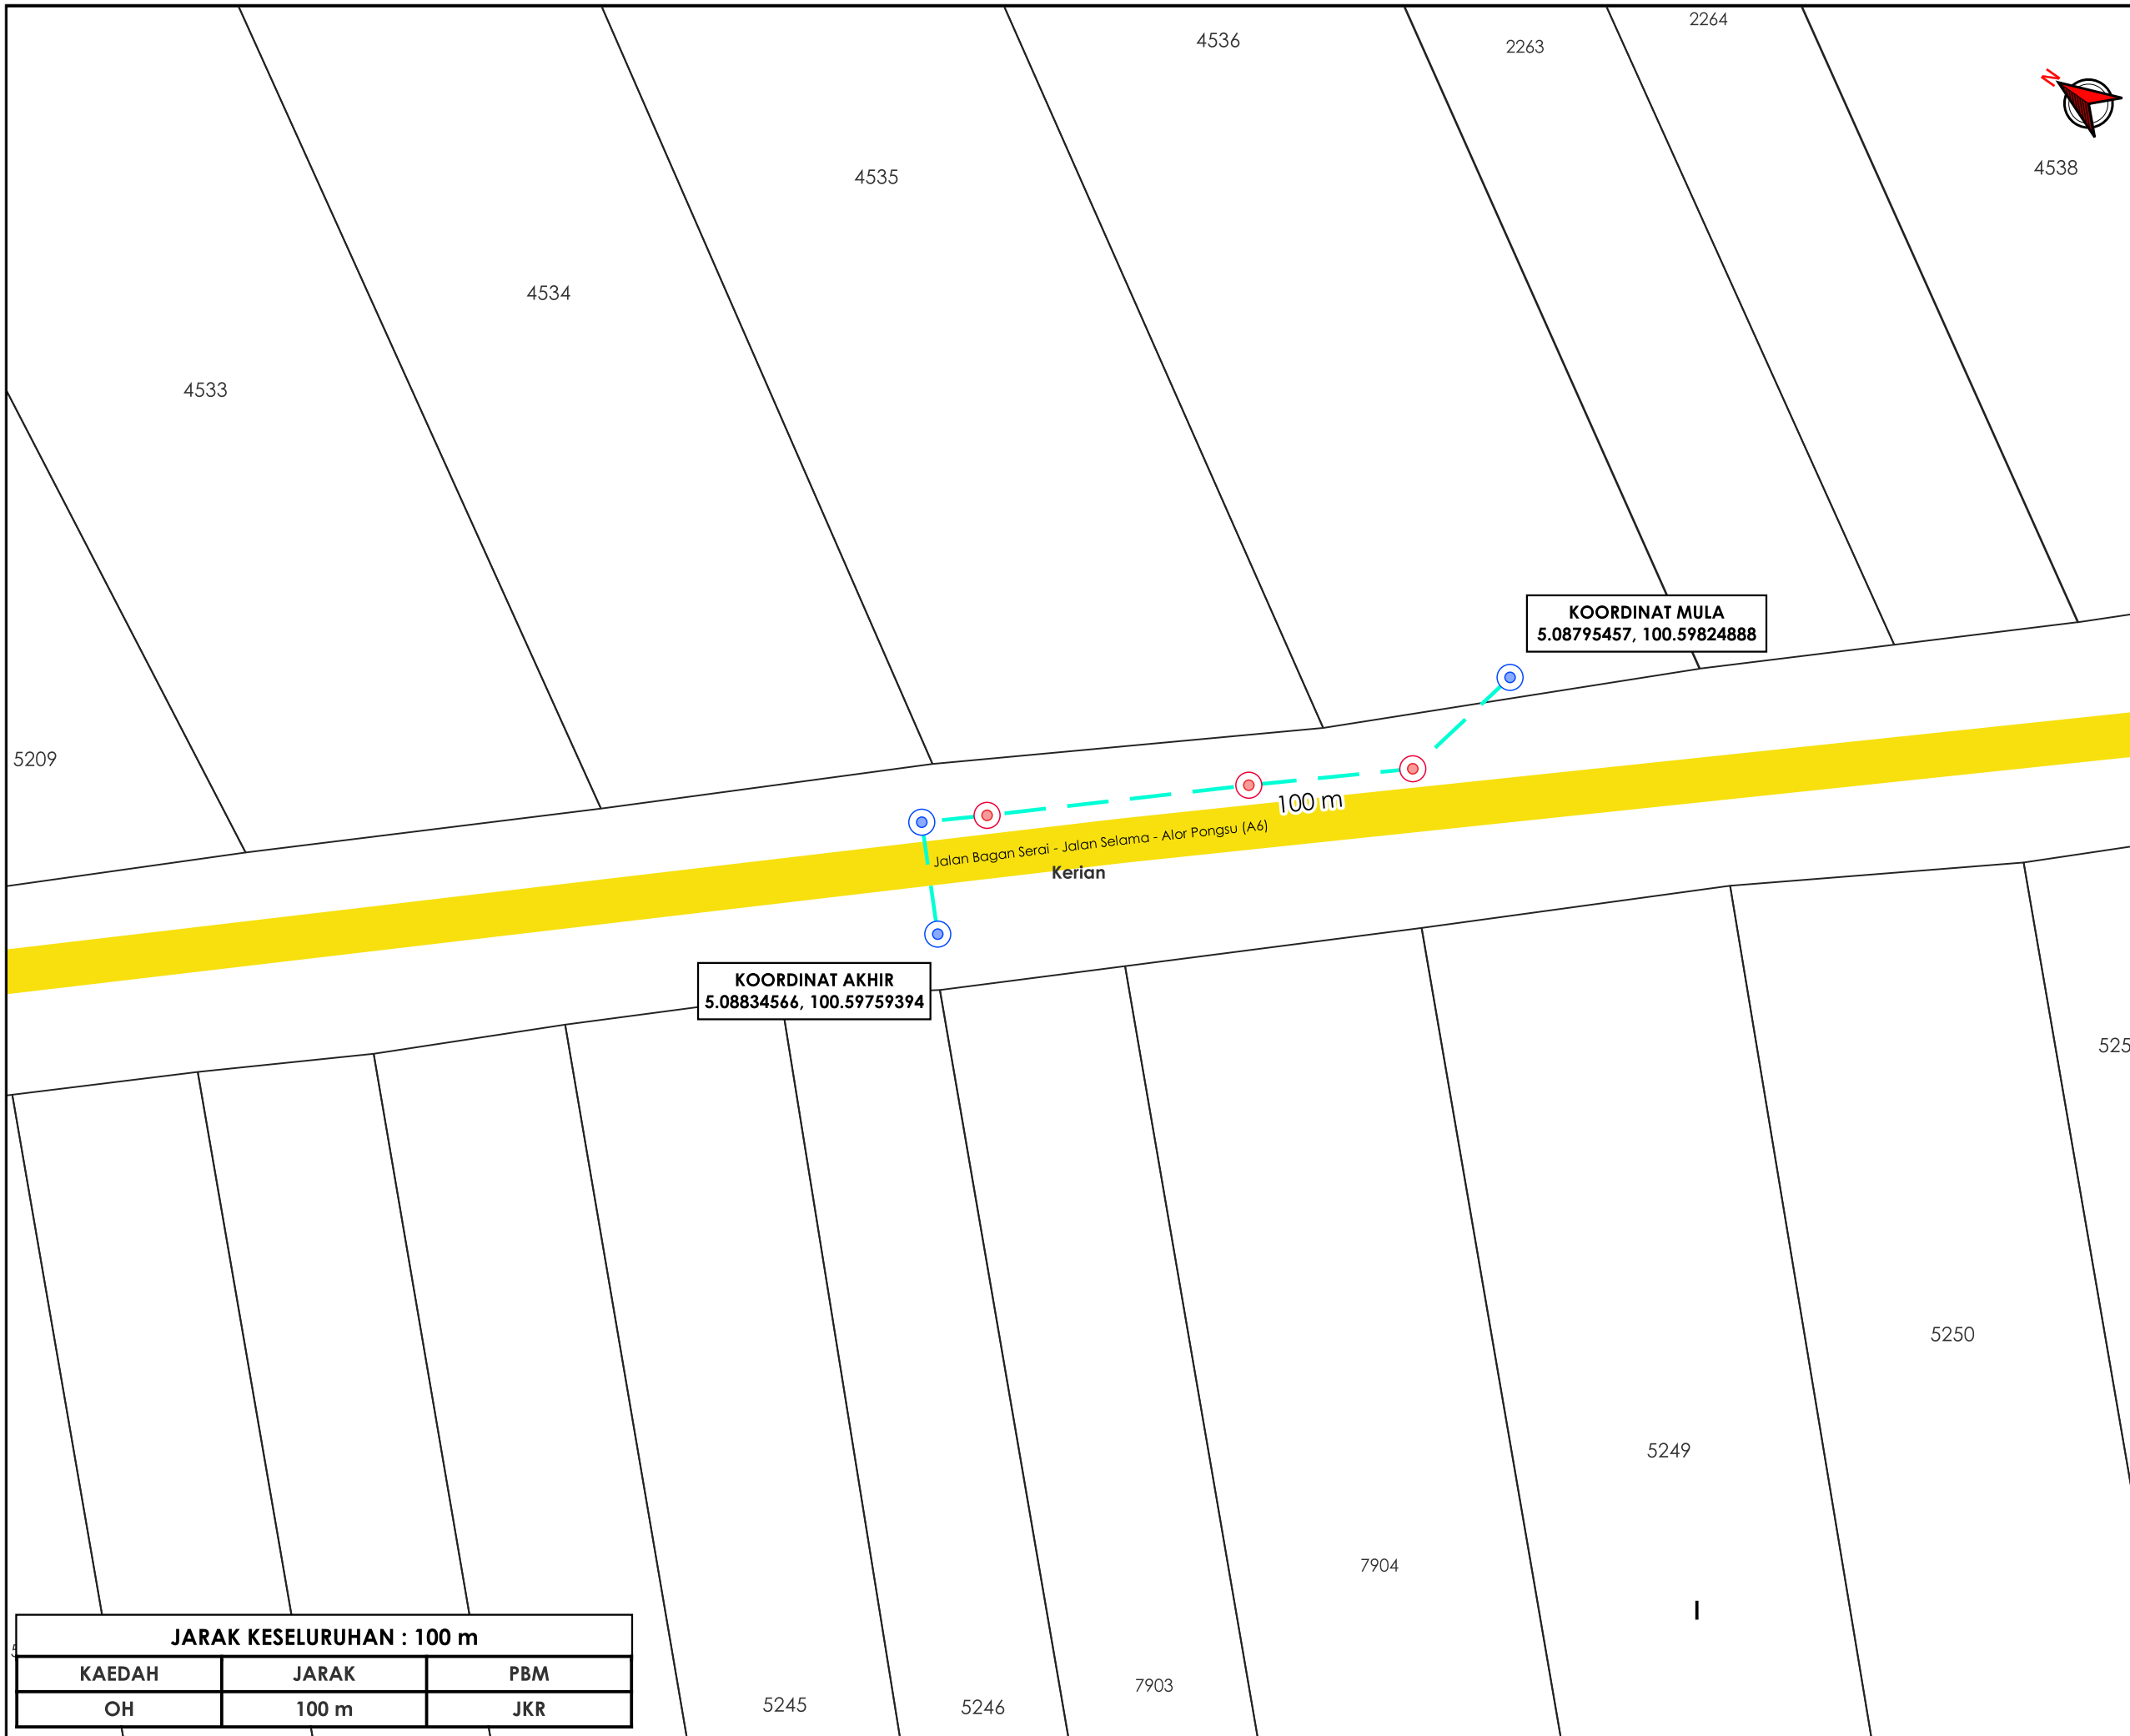 2264
4536
2263
N
4538
4535
4534
4533
KOORDINAT MULA
5.08795457, 100.59824888
5209
100 m
Jalan Bagan Serai - Jalan Selama - Alor Pongsu (A6)
Kerian
KOORDINAT AKHIR
5.08834566, 100.59759394
525
5250
5249
7904
JARAK KESELURUHAN : 100 m
KAEDAH JARAK PBM
OH 100 m JKR
7903
5245
5246